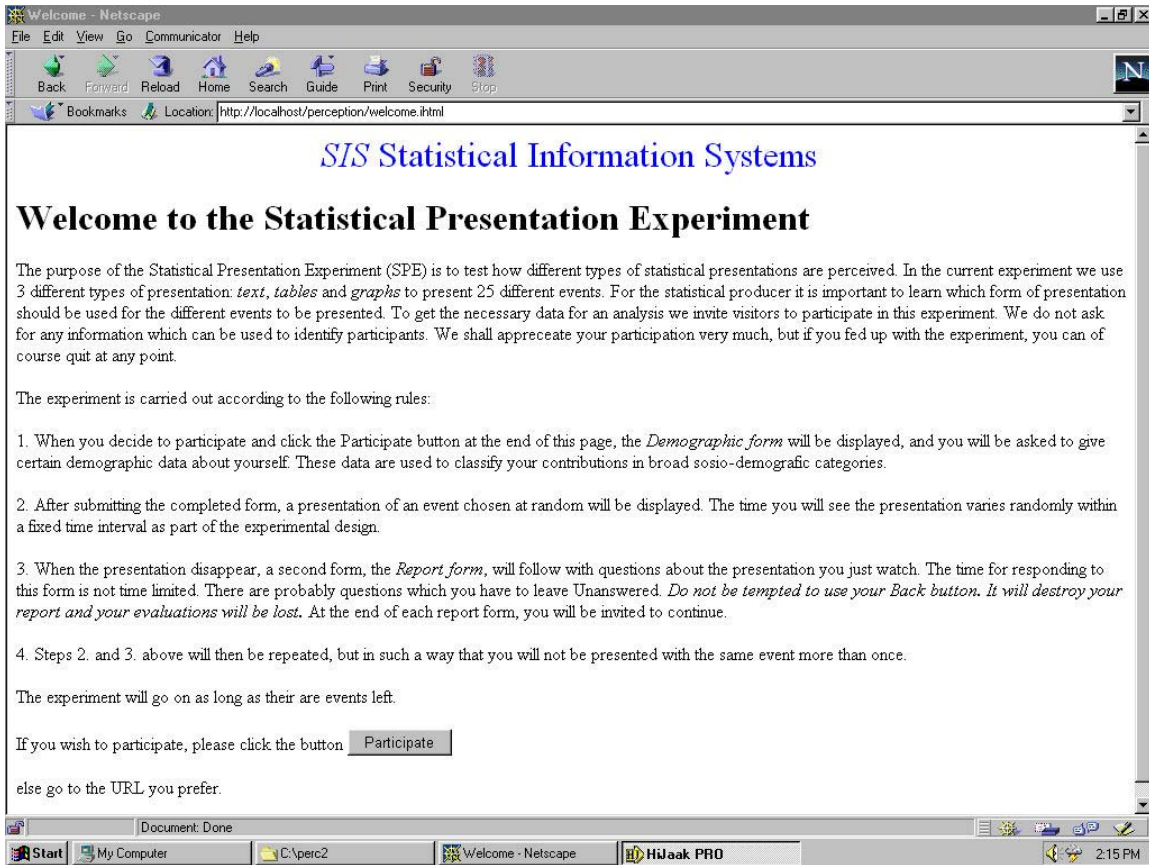 Welcome - Netscape
File Edit View Go Communicator Help
Back Forward Reload Home Search Guide Print Security Stop
N
Bookmarks Location: http://localhost/perception/welcome.ihtml
SIS Statistical Information Systems
Welcome to the Statistical Presentation Experiment
The purpose of the Statistical Presentation Experiment (SPE) is to test how different types of statistical presentations are perceived. In the current experiment we use
3 different types of presentation: text, tables and graphs to present 25 different events. For the statistical producer it is important to learn which form of presentation
should be used for the different events to be presented. To get the necessary data for an analysis we invite visitors to participate in this experiment. We do not ask
for any information which can be used to identify participants. We shall appreceate your participation very much, but if you fed up with the experiment, you can of
course quit at any point.
The experiment is carried out according to the following rules:
1. When you decide to participate and click the Participate button at the end of this page, the Demographic form will be displayed, and you will be asked to give
certain demographic data about yourself. These data are used to classify your contributions in broad sosio-demografic categories.
2. After submitting the completed form, a presentation of an event chosen at random will be displayed. The time you will see the presentation varies randomly within
a fixed time interval as part of the experimental design.
3. When the presentation disappear, a second form, the Report form, will follow with questions about the presentation you just watch. The time for responding to
this form is not time limited. There are probably questions which you have to leave Unanswered. Do not be tempted to use your Back button. It will destroy your
report and your evaluations will be lost. At the end of each report form, you will be invited to continue.
4. Steps 2. and 3. above will then be repeated, but in such a way that you will not be presented with the same event more than once.
The experiment will go on as long as their are events left.
If you wish to participate, please click the button Participate
else go to the URL you prefer.
Document: Done
Start My Computer C:\perc2 Welcome - Netscape HiJaak PRO 2:15 PM